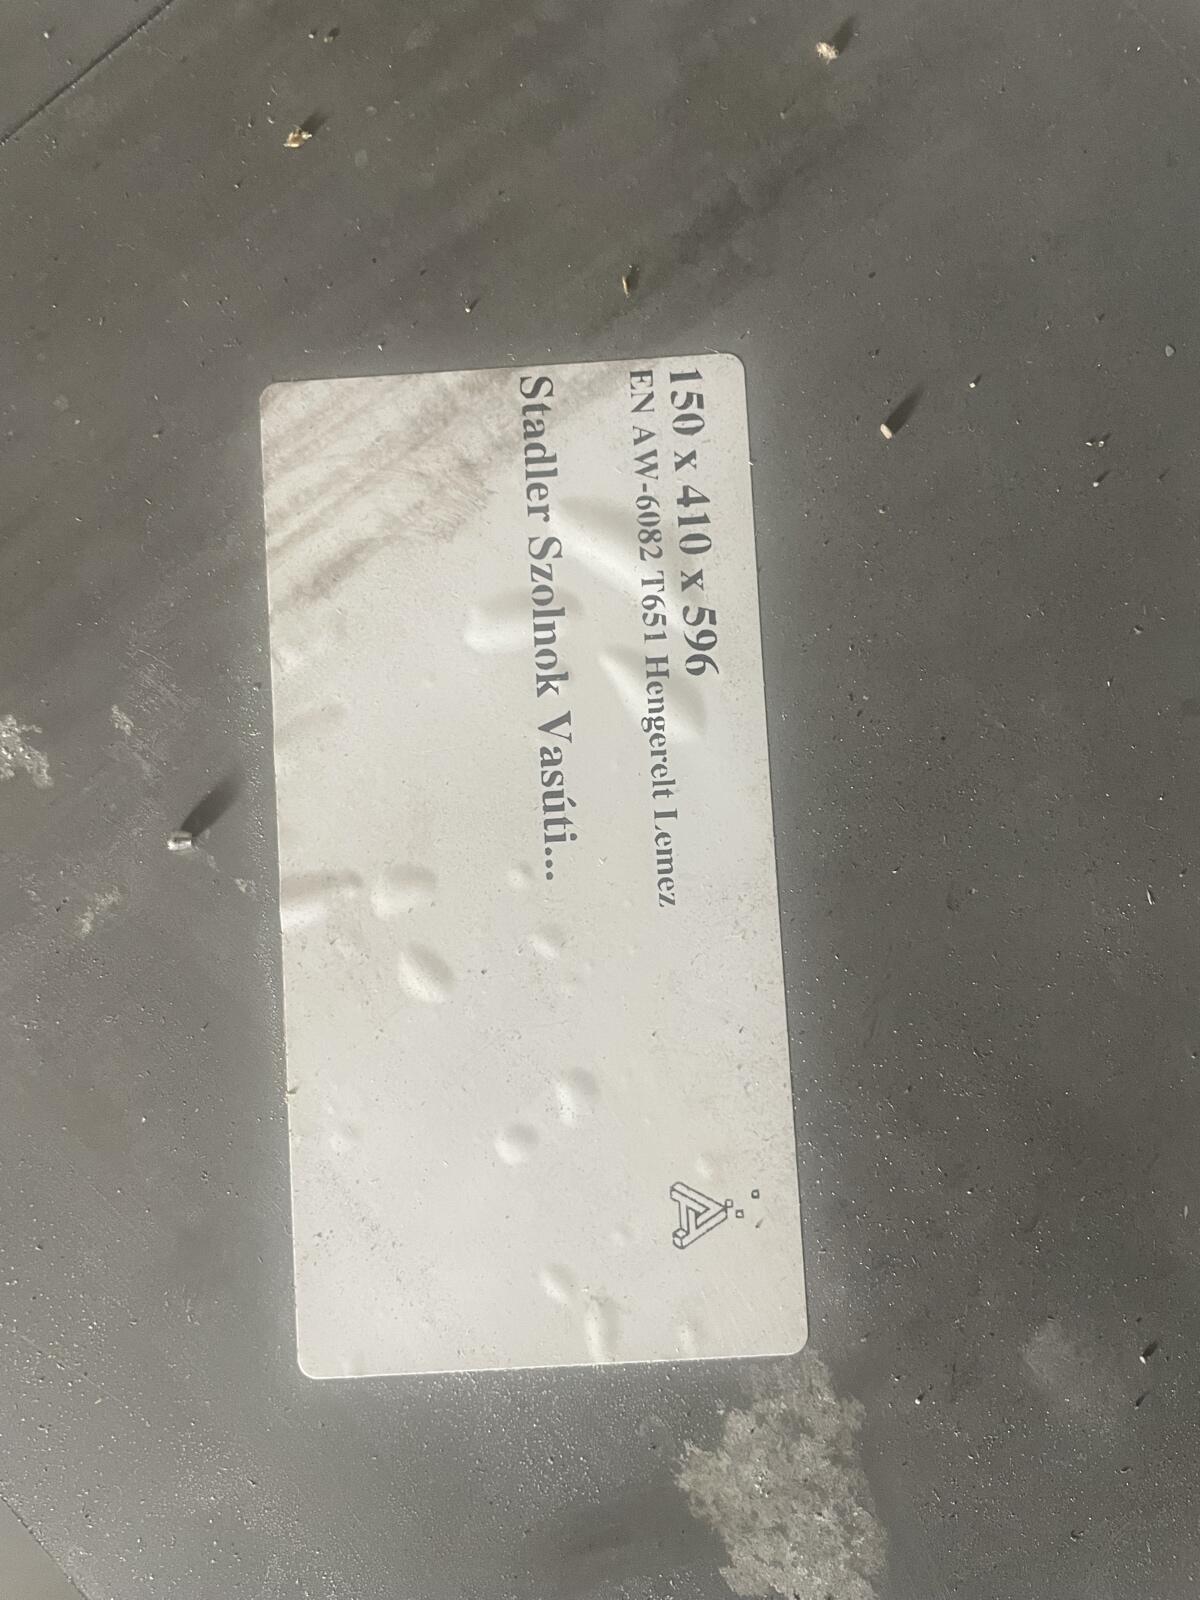 150 x 410 x 596
EN AW-6082 T651 Hengerelt Lemez
Stadler Szolnok Vasúti...